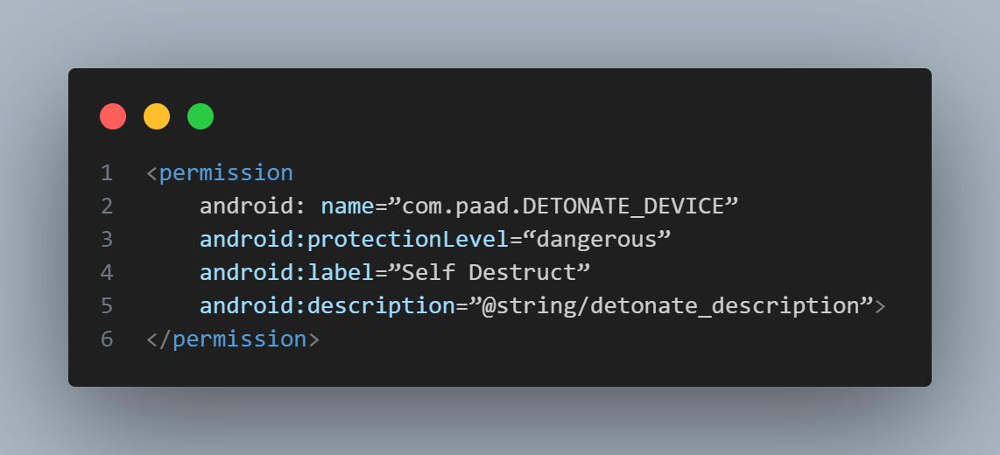 1 <permission
2 android: name=”com.paad.DETONATE_DEVICE”
3 android:protectionLevel=“dangerous”
4 android:label=”Self Destruct”
5 android:description=”@string/detonate_description”>
6 </permission>